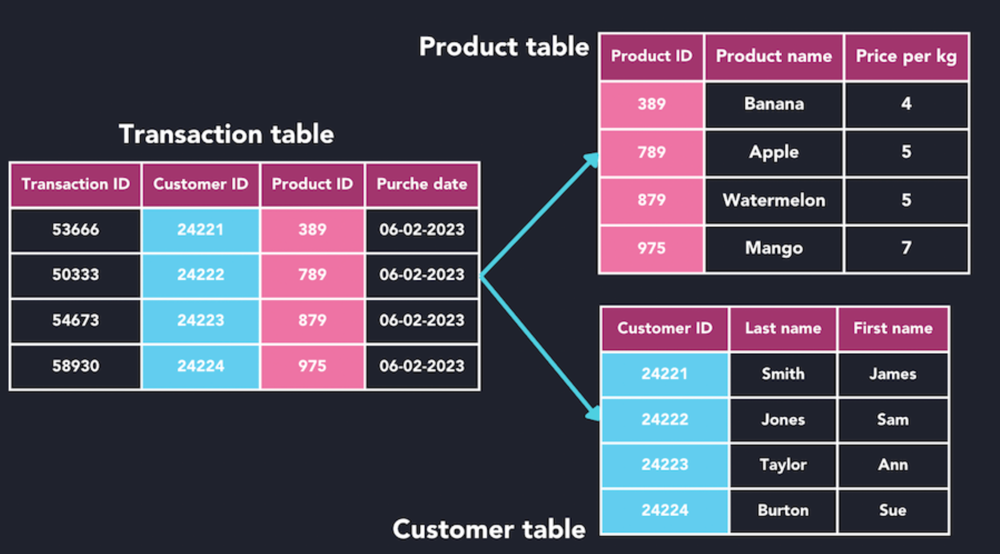 Product table
Product ID Product name Price per kg
389 Banana 4
789 Apple 5
879 Watermelon 5
975 Mango 7
Transaction table
Transaction ID Customer ID Product ID Purche date
53666 24221 389 06-02-2023
50333 24222 789 06-02-2023
54673 24223 879 06-02-2023
58930 24224 975 06-02-2023
Customer table
Customer ID Last name First name
24221 Smith James
24222 Jones Sam
24223 Taylor Ann
24224 Burton Sue